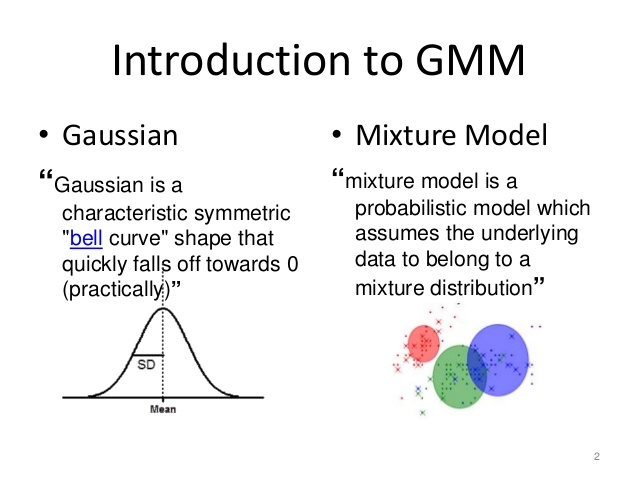 Introduction to GMM
• Gaussian
“Gaussian is a
characteristic symmetric
"bell curve" shape that
quickly falls off towards 0
(practically)”
SD
Mean
• Mixture Model
“mixture model is a
probabilistic model which
assumes the underlying
data to belong to a
mixture distribution”
2